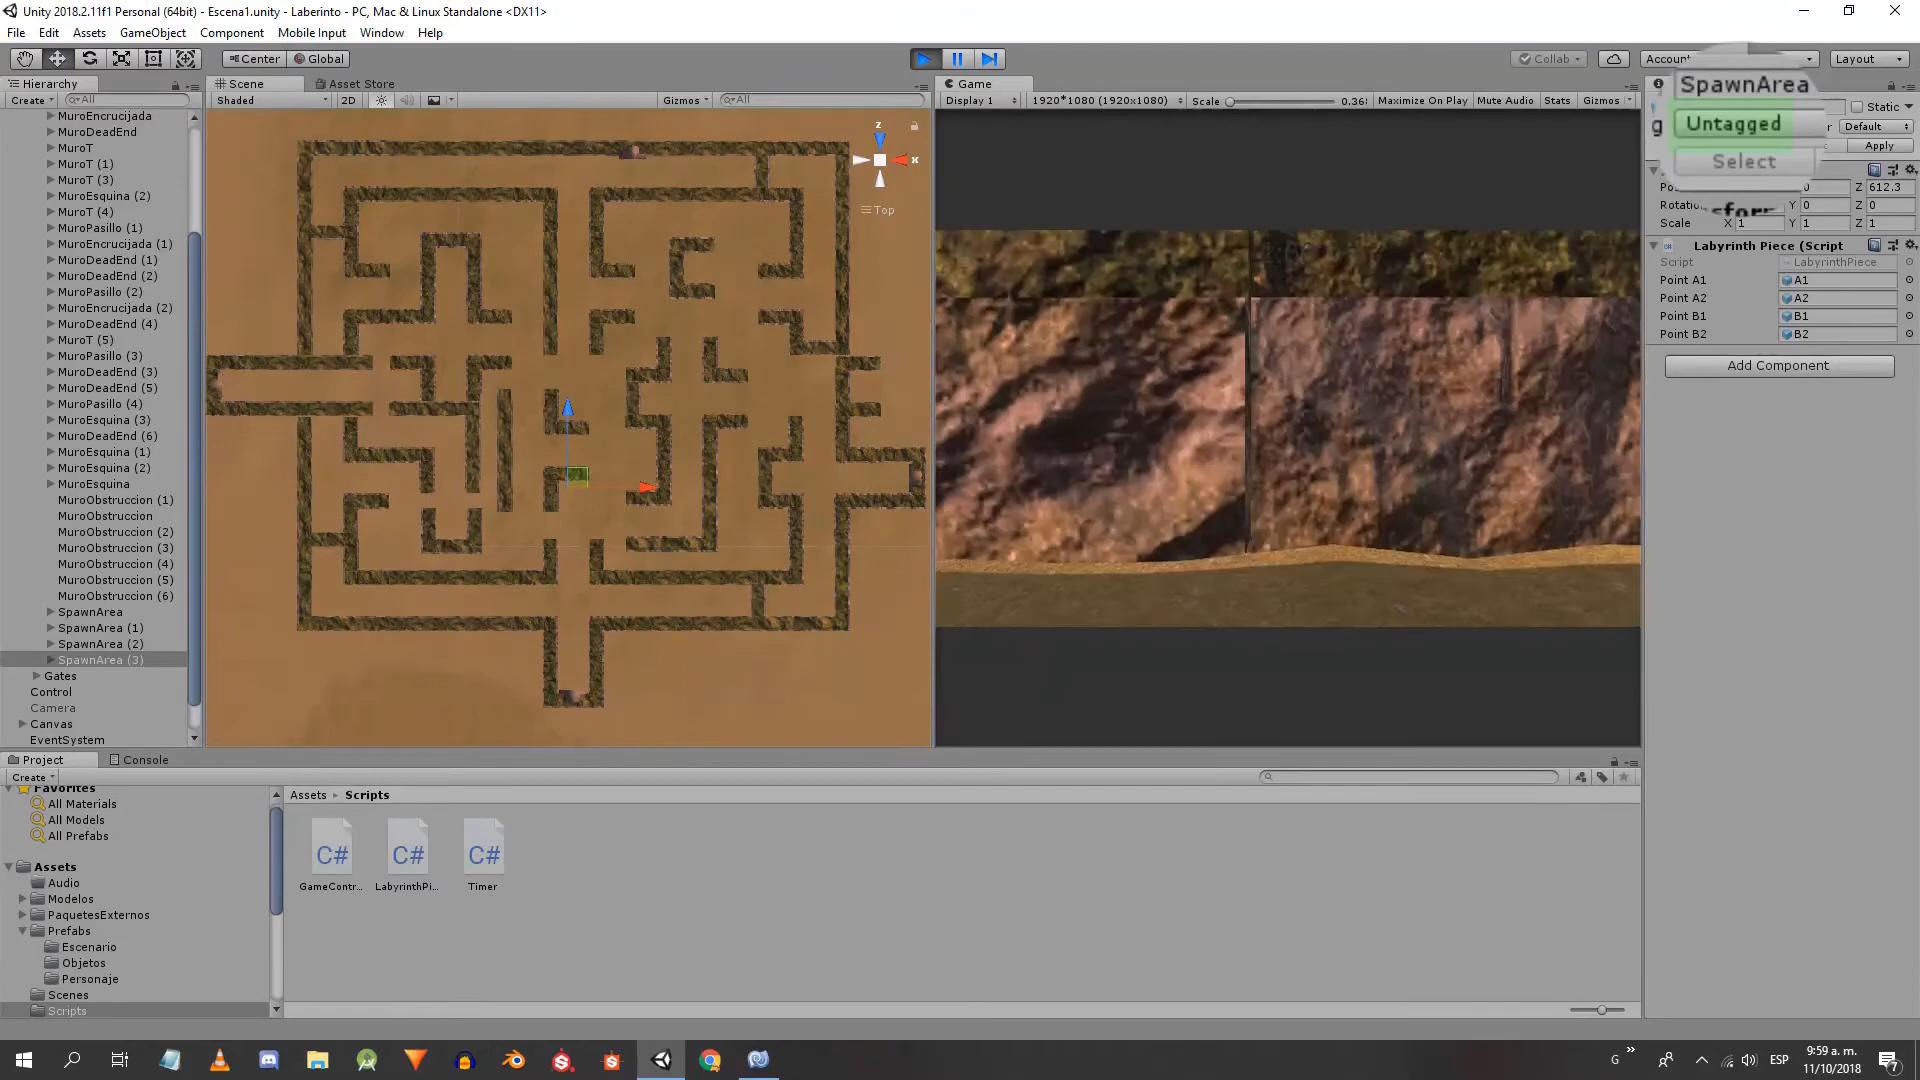 Unity 2018.2.11f1 Personal (64bit) - Escena1.unity - Laberinto - PC, Mac & Linux Standalone <DX11>
File Edit Assets GameObject Component Mobile Input Window Help
Center Global Collab Account Layout
Hierarchy
Create All
MuroEncrucijada
MuroDeadEnd
MuroT
MuroT (1)
MuroT (3)
MuroEsquina (2)
MuroT (4)
MuroPasillo (1)
MuroEncrucijada (1)
MuroDeadEnd (1)
MuroDeadEnd (2)
MuroPasillo (2)
MuroEncrucijada (2)
MuroDeadEnd (4)
MuroT (5)
MuroPasillo (3)
MuroDeadEnd (3)
MuroDeadEnd (5)
MuroPasillo (4)
MuroEsquina (3)
MuroDeadEnd (6)
MuroEsquina (1)
MuroEsquina (2)
MuroEsquina
MuroObstruccion (1)
MuroObstruccion
MuroObstruccion (2)
MuroObstruccion (3)
MuroObstruccion (4)
MuroObstruccion (5)
MuroObstruccion (6)
SpawnArea
SpawnArea (1)
SpawnArea (2)
SpawnArea (3)
Gates
Control
Camera
Canvas
EventSystem
Scene Asset Store
Shaded 2D Gizmos All
z
x
Top
Game
Display 1 1920*1080 (1920x1080) Scale 0.36 Maximize On Play Mute Audio Stats Gizmos
SpawnArea
Static
g Untagged Default
Select Apply
0 Z 612.3
Y 0 Z 0
Scale X 1 Y 1 Z 1
Labyrinth Piece (Script
Script LabyrinthPiece
Point A1 A1
Point A2 A2
Point B1 B1
Point B2 B2
Add Component
Project Console
Create
Favorites
All Materials
All Models
All Prefabs
Assets
Audio
Modelos
PaquetesExternos
Prefabs
Escenario
Objetos
Personaje
Scenes
Scripts
Assets Scripts
C# C# C#
GameContr... LabyrinthPi... Timer
G ESP 9:59 a. m.
11/10/2018 7